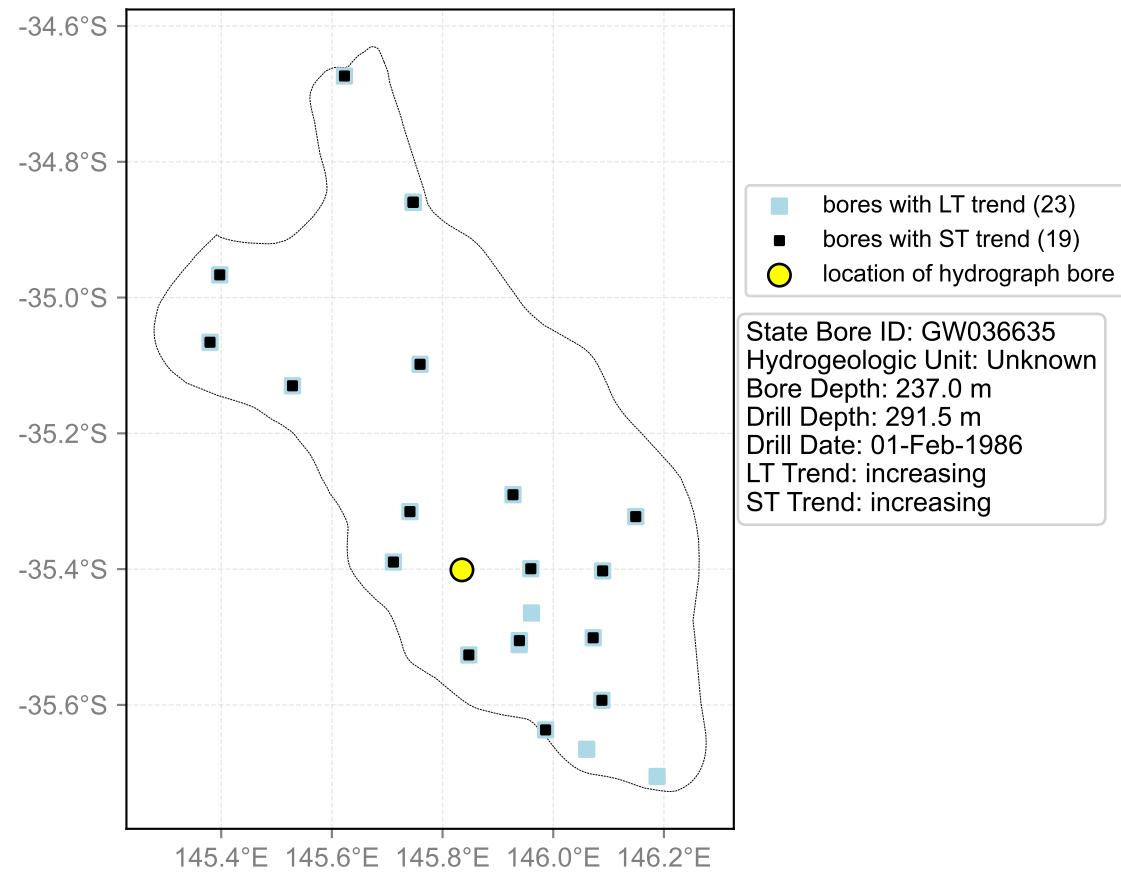 -34.6°S
-34.8°S
-35.0°S
-35.2°S
-35.4°S
-35.6°S
145.4°E 145.6°E 145.8°E 146.0°E 146.2°E
bores with LT trend (23)
bores with ST trend (19)
location of hydrograph bore
State Bore ID: GW036635
Hydrogeologic Unit: Unknown
Bore Depth: 237.0 m
Drill Depth: 291.5 m
Drill Date: 01-Feb-1986
LT Trend: increasing
ST Trend: increasing